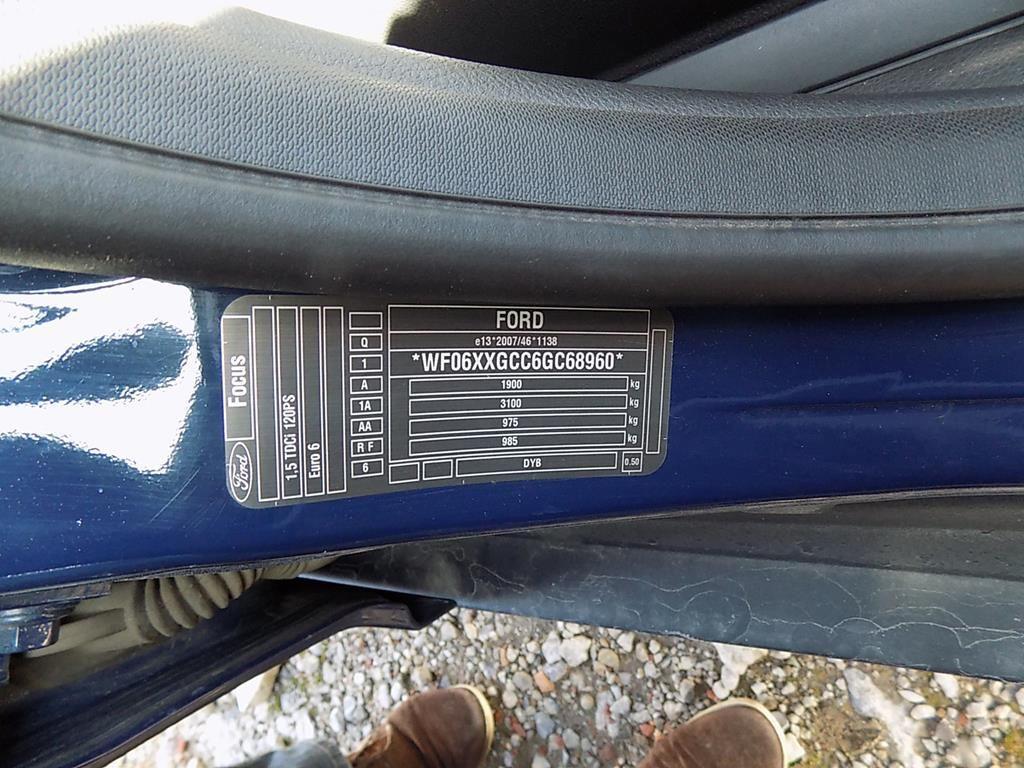 FORD
e13*2007/46*1138
*WF06XXGCC6GC68960*
1900 kg
3100 kg
975 kg
985 kg
DYB
0.50
Q
1
A
1A
AA
R F
6
Focus
1.5 TDCi 120PS
Euro 6
Ford